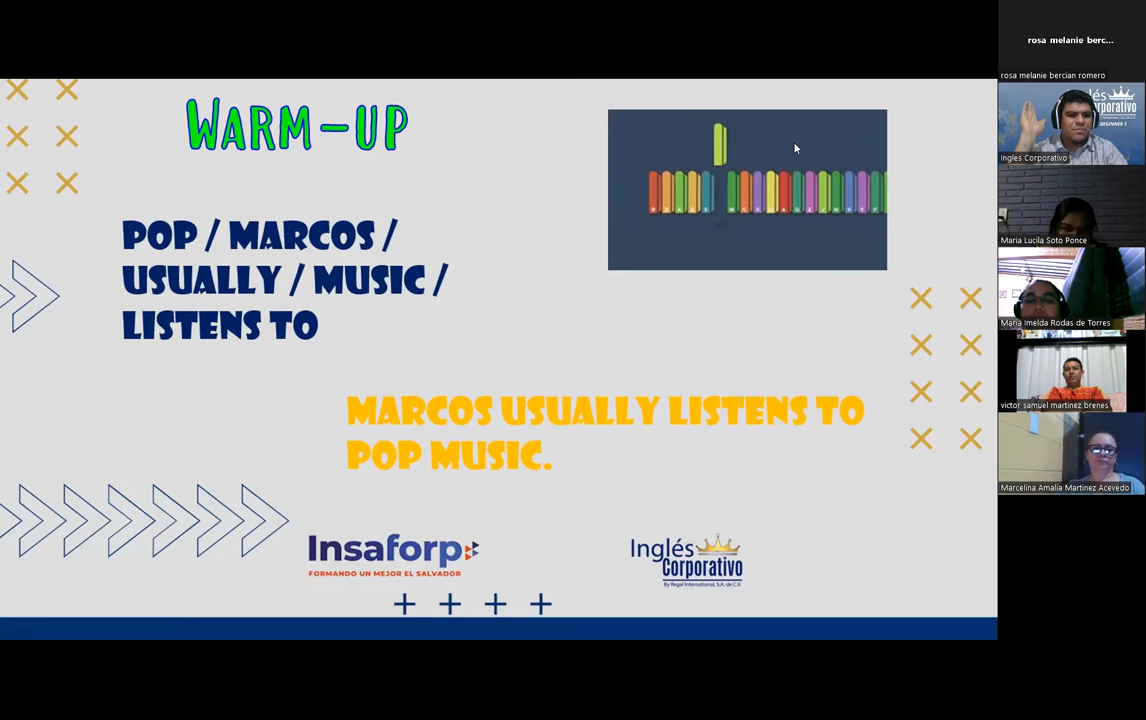 WARM-UP
POP / MARCOS /
USUALLY / MUSIC /
LISTENS TO
MARCOS USUALLY LISTENS TO
POP MUSIC.
Insaforp
FORMANDO UN MEJOR EL SALVADOR
Inglés
Corporativo
By Regal International, S.A. de C.V.
rosa melanie berc...
rosa melanie bercian romero
Ingles Corporativo
Maria Lucila Soto Ponce
Maria Imelda Rodas de Torres
victor samuel martinez brenes
Marcelina Amalia Martinez Acevedo